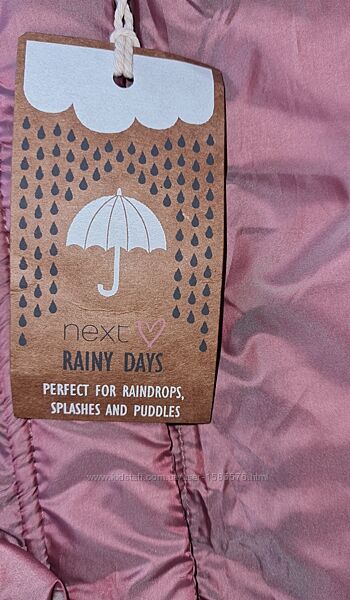 next
RAINY DAYS
PERFECT FOR RAINDROPS,
SPLASHES AND PUDDLES